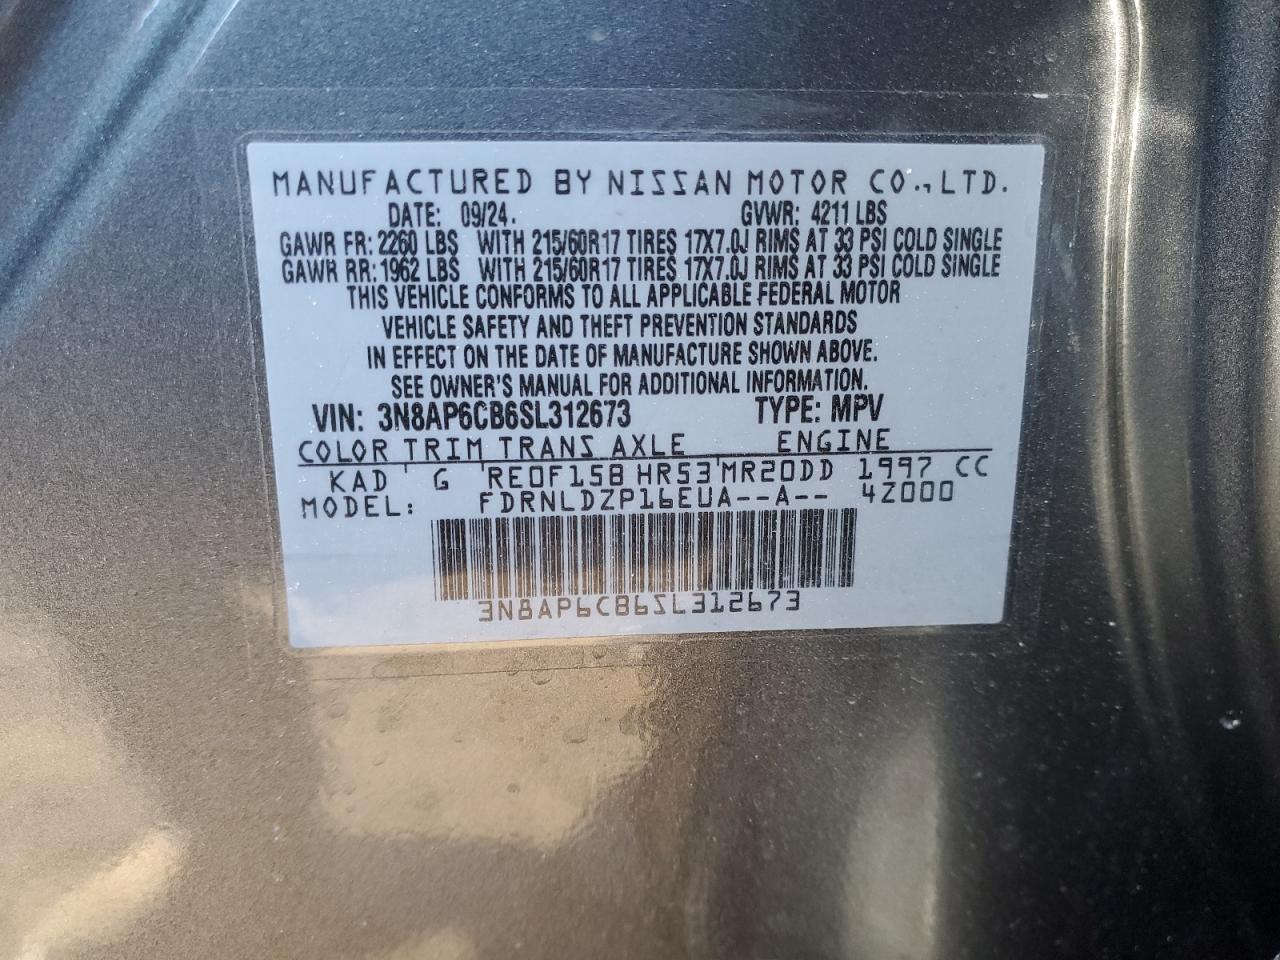 MANUFACTURED BY NISSAN MOTOR CO., LTD.
DATE: 09/24. GVWR: 4211 LBS
GAWR FR: 2260 LBS WITH 215/60R17 TIRES 17X7.0J RIMS AT 33 PSI COLD SINGLE
GAWR RR: 1962 LBS WITH 215/60R17 TIRES 17X7.0J RIMS AT 33 PSI COLD SINGLE
THIS VEHICLE CONFORMS TO ALL APPLICABLE FEDERAL MOTOR
VEHICLE SAFETY AND THEFT PREVENTION STANDARDS
IN EFFECT ON THE DATE OF MANUFACTURE SHOWN ABOVE.
SEE OWNER'S MANUAL FOR ADDITIONAL INFORMATION.
VIN: 3N8AP6CB6SL312673 TYPE: MPV
COLOR TRIM TRANS AXLE ENGINE
KAD G RE0F15B HR53 MR20DD 1997 CC
MODEL: FDRNLDZP16EUA--A-- 4Z000
3N8AP6CB6SL312673